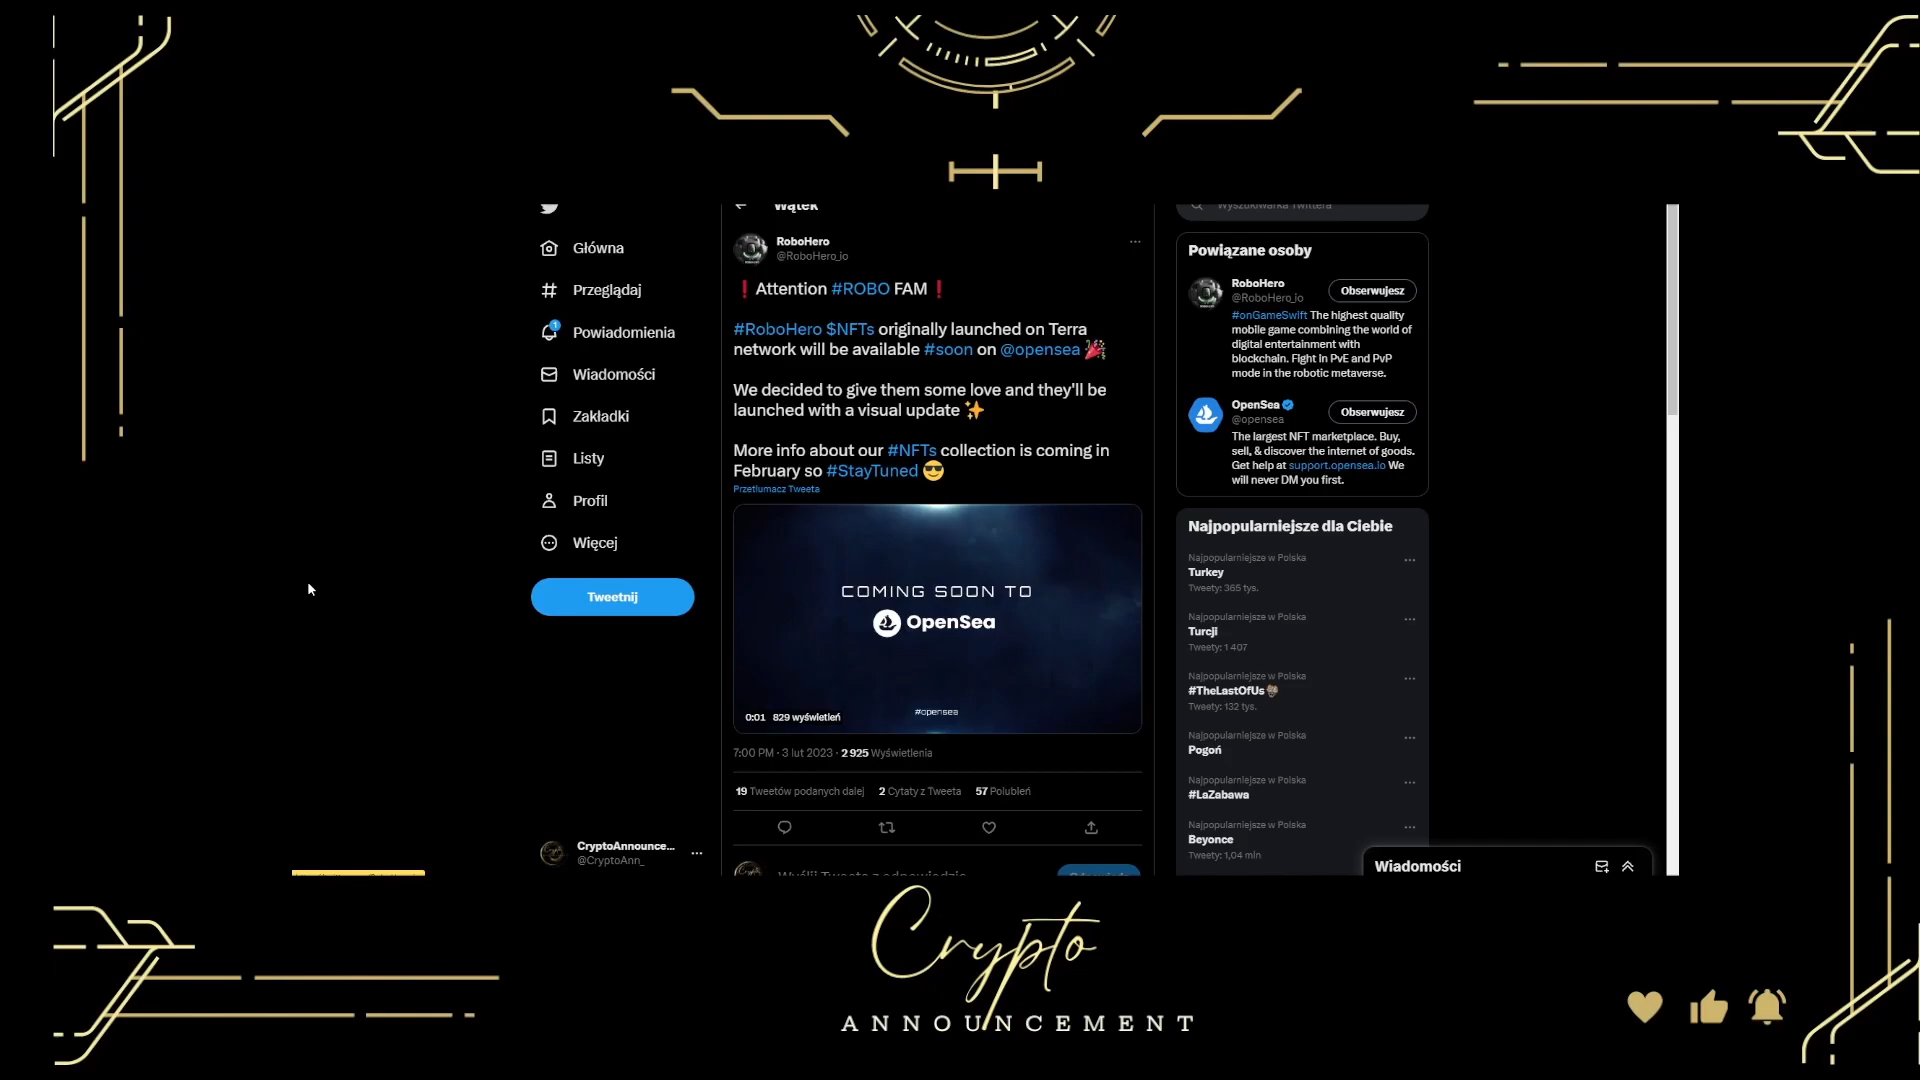 Wątek
Główna
Przeglądaj
1
Powiadomienia
Wiadomości
Zakładki
Listy
Profil
Więcej
Tweetnij
CryptoAnnounce...
@CryptoAnn_
RoboHero
@RoboHero_io
❗Attention #ROBO FAM❗
#RoboHero $NFTs originally launched on Terra
network will be available #soon on @opensea 🎉
We decided to give them some love and they'll be
launched with a visual update ✨
More info about our #NFTs collection is coming in
February so #StayTuned 😎
Przetłumacz Tweeta
COMING SOON TO
OpenSea
#opensea
0:01 829 wyświetleń
7:00 PM · 3 lut 2023 · 2 925 Wyświetlenia
19 Tweetów podanych dalej 2 Cytaty z Tweeta 57 Polubień
Wyślij Tweeta z odpowiedzią
Odpowiedz
Wyszukiwarka Twittera
Powiązane osoby
RoboHero
@RoboHero_io
Obserwujesz
#onGameSwift The highest quality
mobile game combining the world of
digital entertainment with
blockchain. Fight in PvE and PvP
mode in the robotic metaverse.
OpenSea
@opensea
Obserwujesz
The largest NFT marketplace. Buy,
sell, & discover the internet of goods.
Get help at support.opensea.io We
will never DM you first.
Najpopularniejsze dla Ciebie
Najpopularniejsze w Polska
Turkey
Tweety: 365 tys.
Najpopularniejsze w Polska
Turcji
Tweety: 1 407
Najpopularniejsze w Polska
#TheLastOfUs
Tweety: 132 tys.
Najpopularniejsze w Polska
Pogoń
Najpopularniejsze w Polska
#LaZabawa
Najpopularniejsze w Polska
Beyonce
Tweety: 1,04 mln
Wiadomości
Crypto
ANNOUNCEMENT